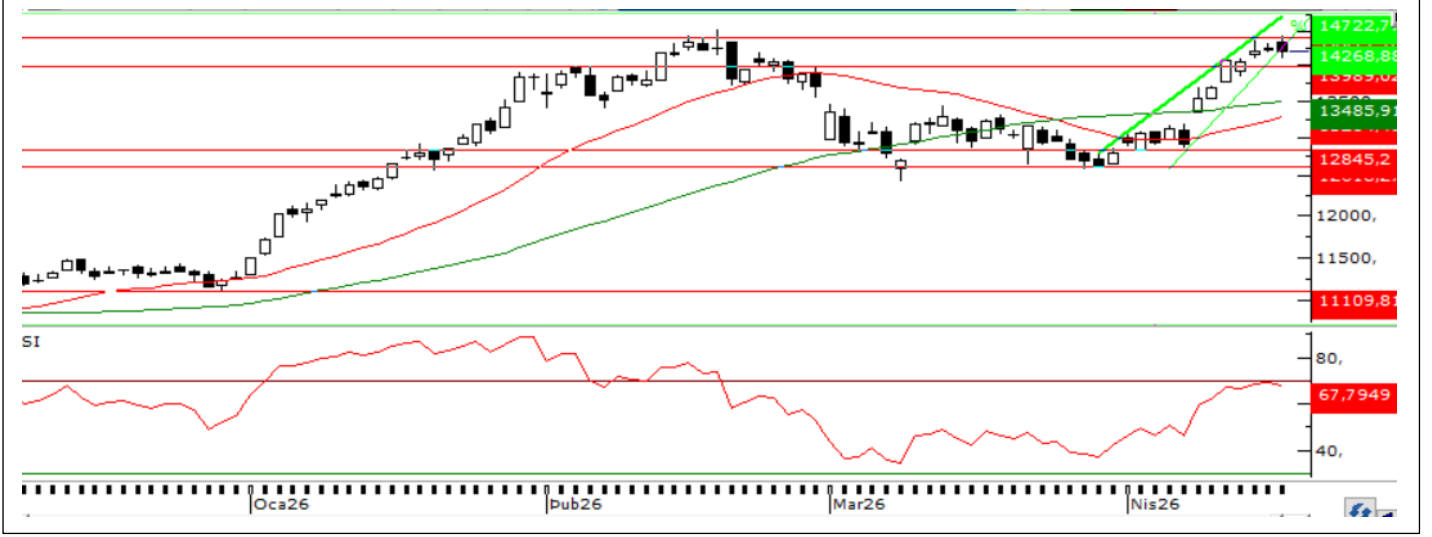 %
14722,7
14268,88
13989,02
13485,91
12845,2
12000,
11500,
11109,81
SI
80,
67,7949
40,
Oca26
Þub26
Mar26
Nis26